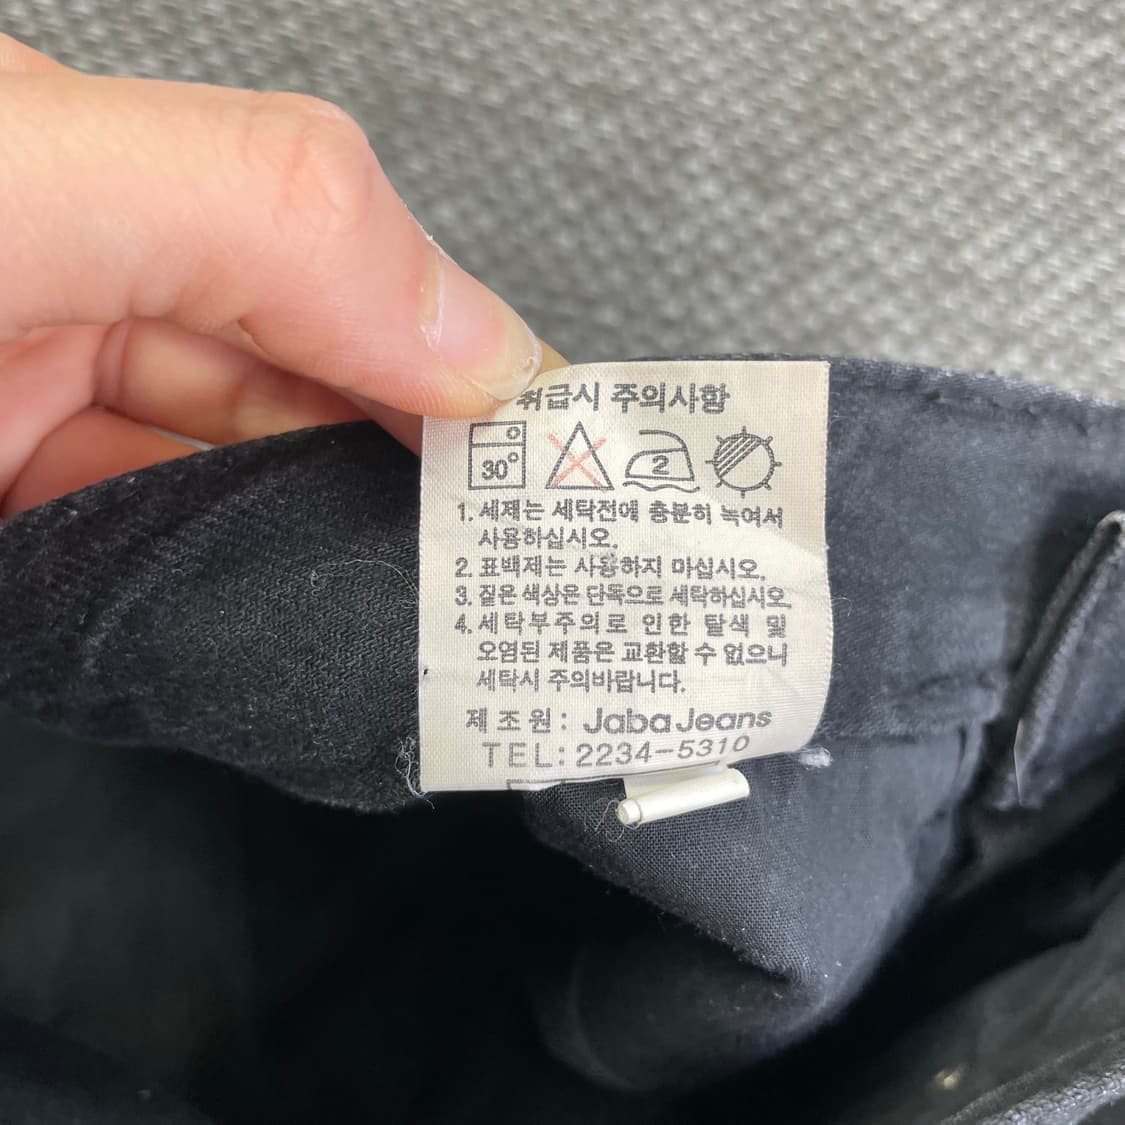 취급시 주의사항
30°
2
1. 세제는 세탁전에 충분히 녹여서
사용하십시오.
2. 표백제는 사용하지 마십시오.
3. 짙은 색상은 단독으로 세탁하십시오.
4. 세탁부주의로 인한 탈색 및
오염된 제품은 교환할 수 없으니
세탁시 주의바랍니다.
제조원: Jaba Jeans
TEL:2234-5310